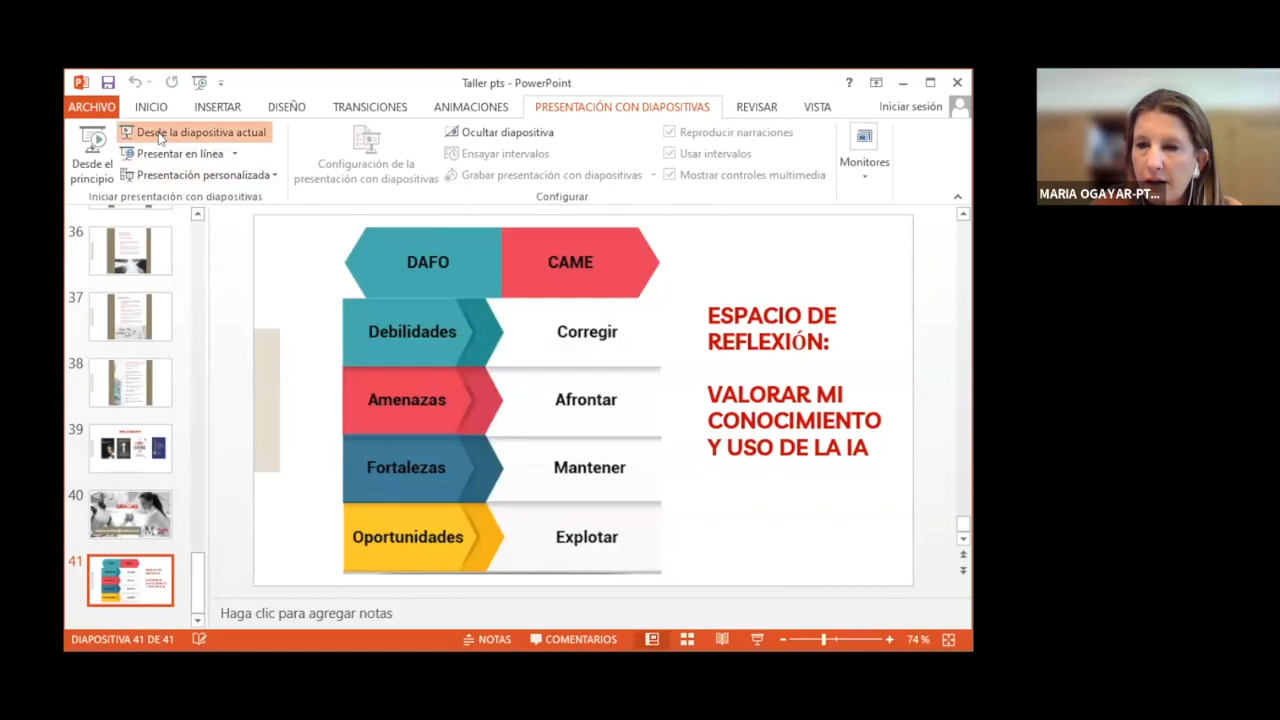 Taller pts - PowerPoint
ARCHIVO INICIO INSERTAR DISEÑO TRANSICIONES ANIMACIONES PRESENTACIÓN CON DIAPOSITIVAS REVISAR VISTA Iniciar sesión
Desde el
principio
Desde la diapositiva actual
Presentar en línea
Presentación personalizada
Iniciar presentación con diapositivas
Configuración de la
presentación con diapositivas
Ocultar diapositiva
Ensayar intervalos
Grabar presentación con diapositivas
Reproducir narraciones
Usar intervalos
Mostrar controles multimedia
Configurar
Monitores
MARIA OGAYAR-PT...
36
37
38
39
40
GRACIAS
41
DAFO CAME
Debilidades Corregir
Amenazas Afrontar
Fortalezas Mantener
Oportunidades Explotar
ESPACIO DE
REFLEXIÓN:
VALORAR MI
CONOCIMIENTO
Y USO DE LA IA
Haga clic para agregar notas
DIAPOSITIVA 41 DE 41 NOTAS COMENTARIOS 74 %